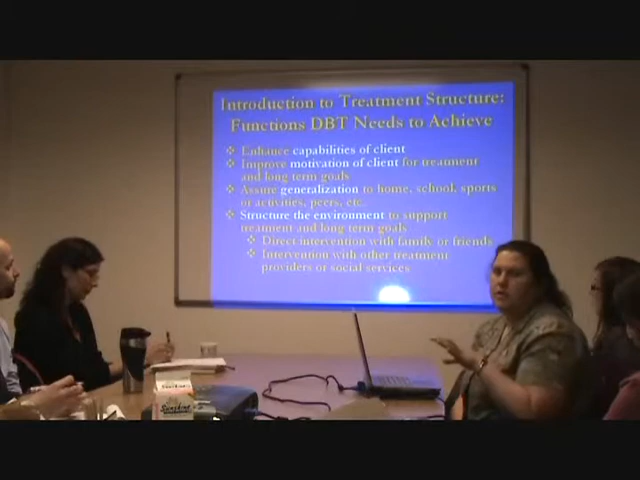 Introduction to Treatment Structure:
Functions DBT Needs to Achieve
❖ Enhance capabilities of client
❖ Improve motivation of client for treatment
and long term goals
❖ Assure generalization to home, school, sports
or activities, peers, etc.
❖ Structure the environment to support
treatment and long term goals
❖ Direct intervention with family or friends
❖ Intervention with other treatment
providers or social services
Sunshine